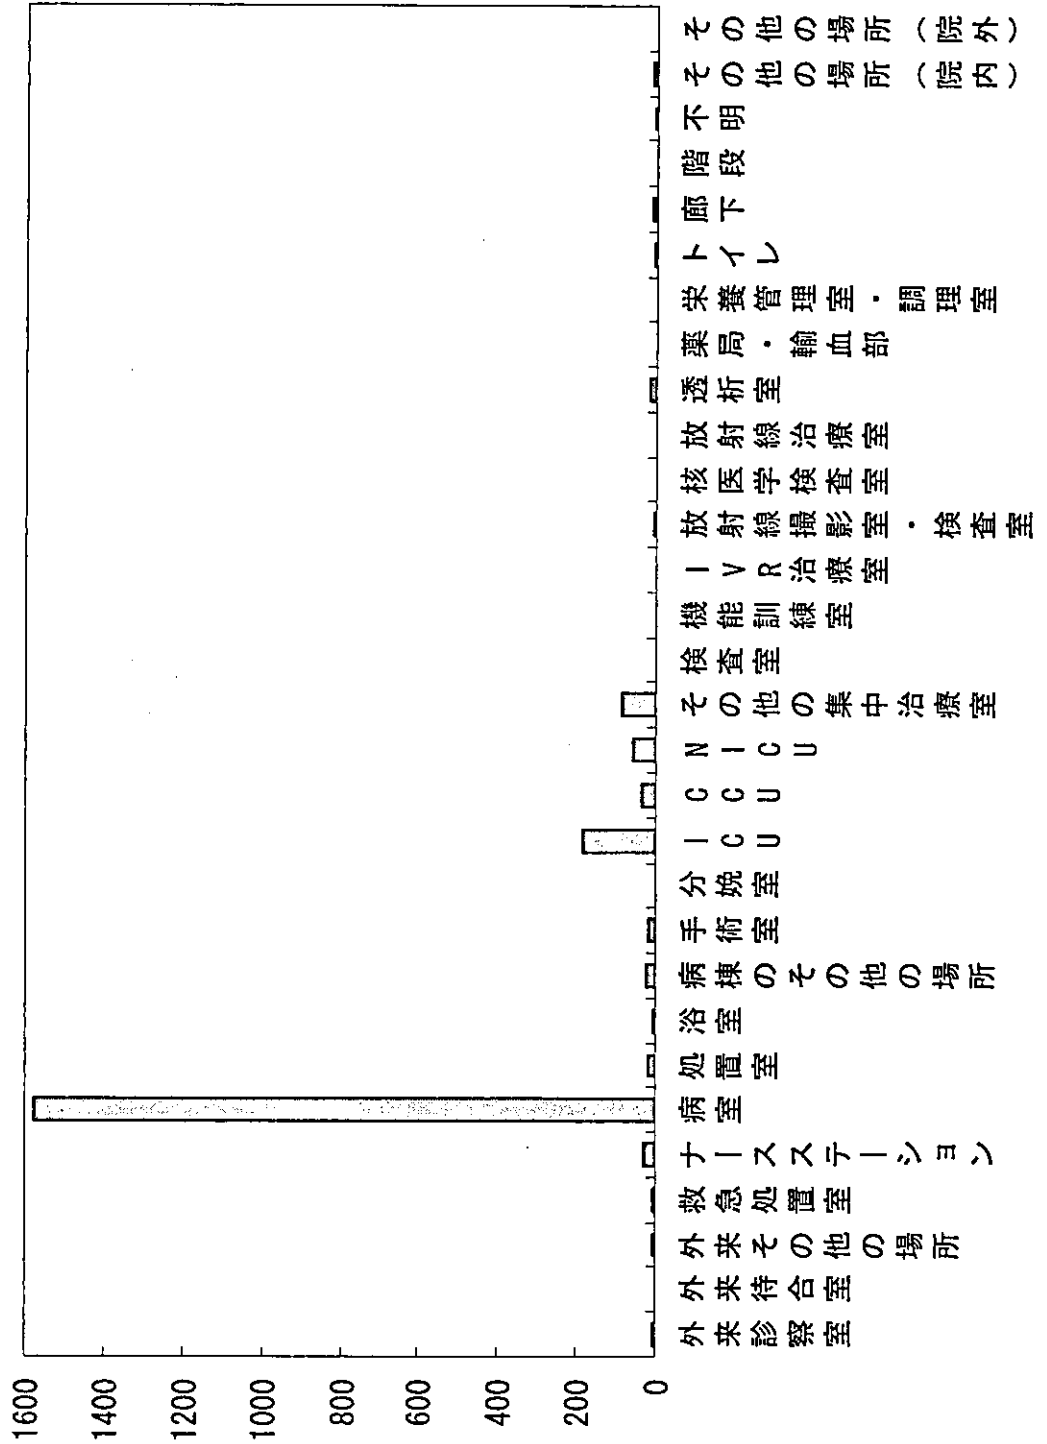 1600
1400
1200
1000
800
600
400
200
0
外来診察室
外来待合室
外来その他の場所
救急処置室
ナースステーション
病室
処置室
浴室
病棟のその他の場所
手術室
分娩室
ICU
CCU
NICU
その他の集中治療室
検査室
機能訓練室
IVR治療室
放射線撮影室・検査室
核医学検査室
放射線治療室
透析室
薬局・輸血部
栄養管理室・調理室
トイレ
廊下
階段
不明
その他の場所(院内)
その他の場所(院外)